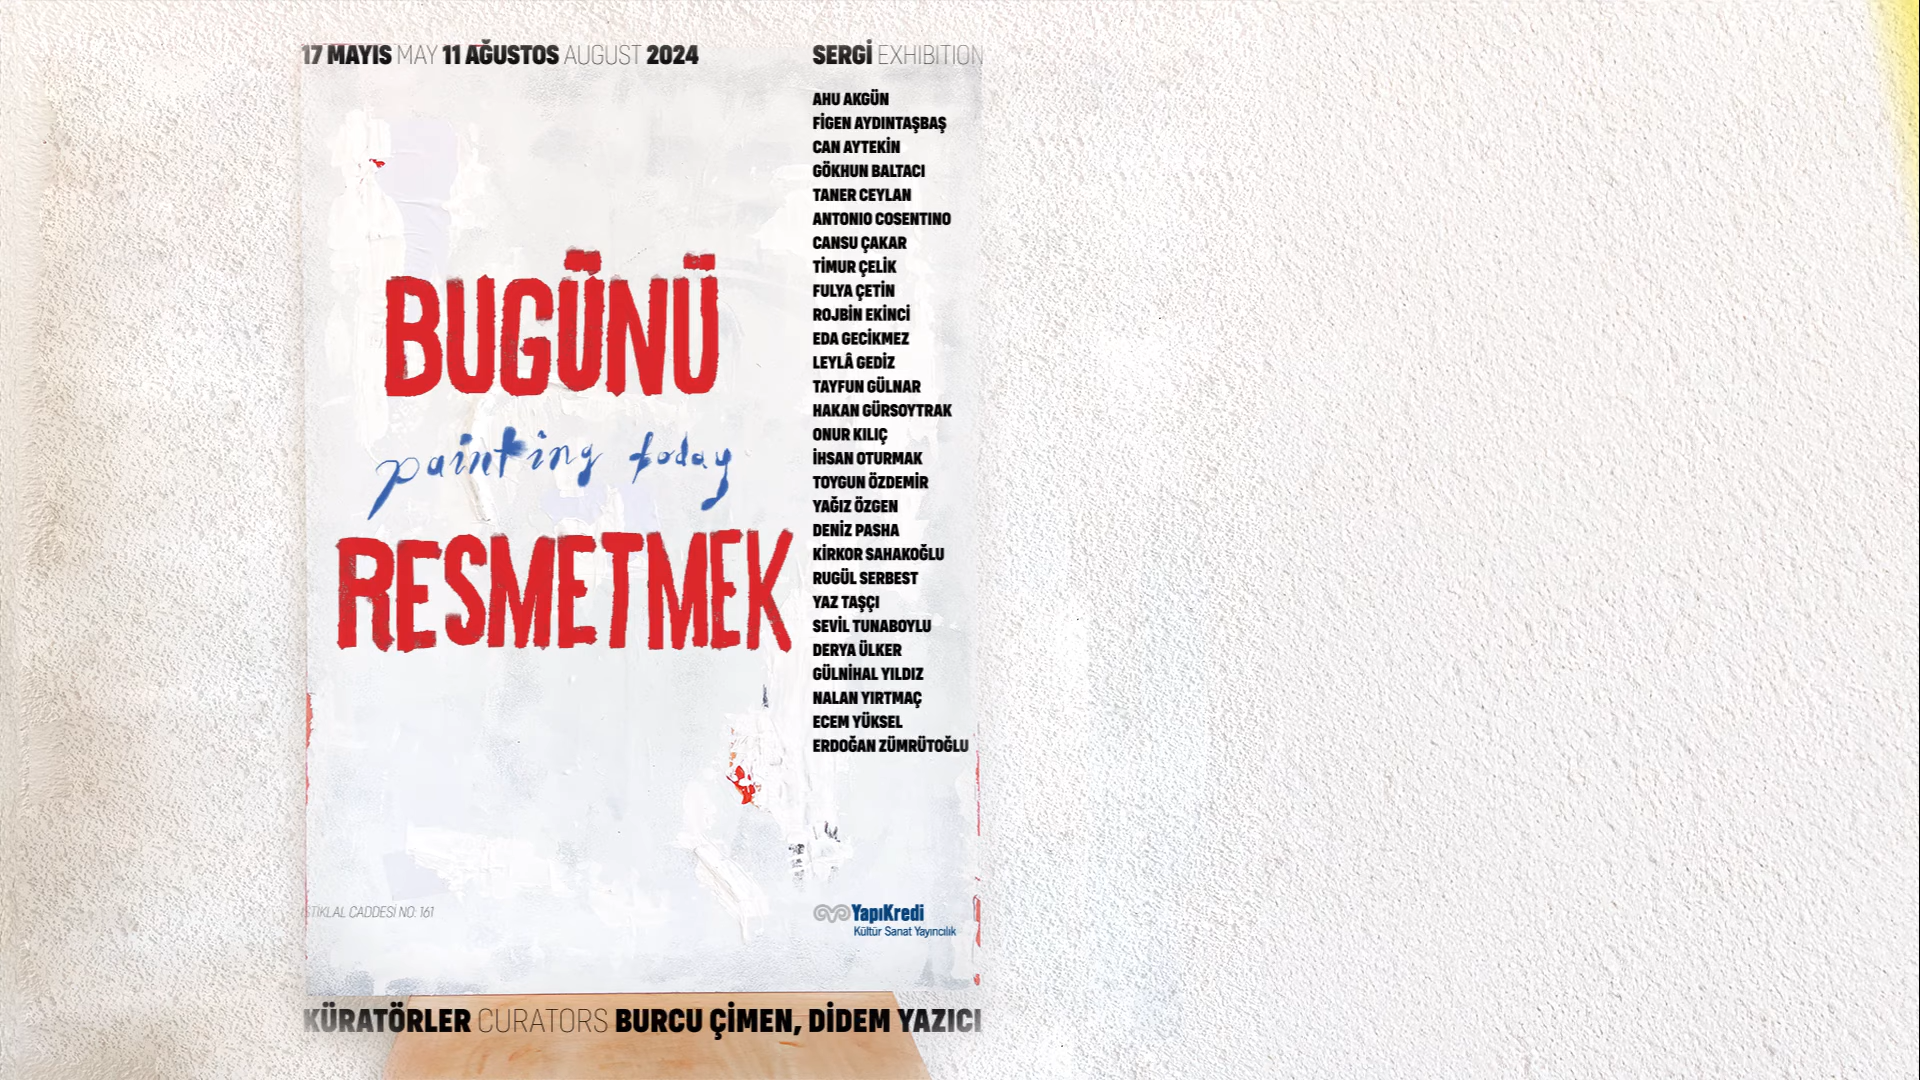 17 MAYIS MAY 11 AĞUSTOS AUGUST 2024
SERGİ EXHIBITION
AHU AKGÜN
FİGEN AYDINTAŞBAŞ
CAN AYTEKİN
GÖKHUN BALTACI
TANER CEYLAN
ANTONIO COSENTINO
CANSU ÇAKAR
TİMUR ÇELİK
FULYA ÇETİN
ROJBİN EKİNCİ
EDA GECİKMEZ
LEYLÂ GEDİZ
TAYFUN GÜLNAR
HAKAN GÜRSOYTRAK
ONUR KILIÇ
İHSAN OTURMAK
TOYGUN ÖZDEMİR
YAĞIZ ÖZGEN
DENİZ PASHA
KİRKOR SAHAKOĞLU
RUGÜL SERBEST
YAZ TAŞÇI
SEVİL TUNABOYLU
DERYA ÜLKER
GÜLNİHAL YILDIZ
NALAN YIRTMAÇ
ECEM YÜKSEL
ERDOĞAN ZÜMRÜTOĞLU
BUGÜNÜ
painting today
RESMETMEK
İSTİKLAL CADDESİ NO: 161
YapıKredi
Kültür Sanat Yayıncılık
KÜRATÖRLER CURATORS BURCU ÇİMEN, DİDEM YAZICI